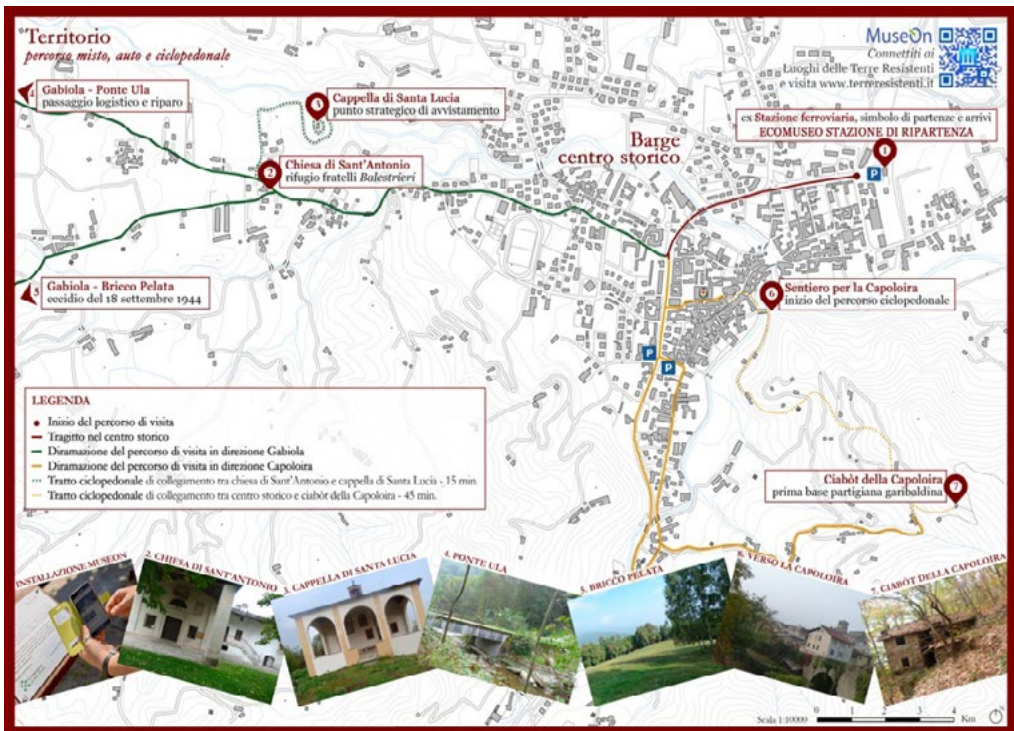 Territorio
percorso misto, auto e ciclopedonale
MuseOn
Connettiti ai
Luoghi delle Terre Resistenti
e visita www.terreresistenti.it
4
Gabiola - Ponte Ula
passaggio logistico e riparo
3
Cappella di Santa Lucia
punto strategico di avvistamento
ex Stazione ferroviaria, simbolo di partenze e arrivi
ECOMUSEO STAZIONE DI RIPARTENZA
1
P
Barge
centro storico
2
Chiesa di Sant'Antonio
rifugio fratelli Balestrieri
5
Gabiola - Bricco Pelata
eccidio del 18 settembre 1944
6
Sentiero per la Capoloira
inizio del percorso ciclopedonale
P
P
LEGENDA
Inizio del percorso di visita
Tragitto nel centro storico
Diramazione del percorso di visita in direzione Gabiola
Diramazione del percorso di visita in direzione Capoloira
Tratto ciclopedonale di collegamento tra chiesa di Sant'Antonio e cappella di Santa Lucia - 15 min.
Tratto ciclopedonale di collegamento tra centro storico e ciabòt della Capoloira - 45 min.
Ciabòt della Capoloira
prima base partigiana garibaldina
7
INSTALLAZIONE MUSEON
2. CHIESA DI SANT'ANTONIO
3. CAPPELLA DI SANTA LUCIA
4. PONTE ULA
5. BRICCO PELATA
6. VERSO LA CAPOLOIRA
7. CIABÒT DELLA CAPOLOIRA
Scala 1:10000
0 1 2 3 4 Km